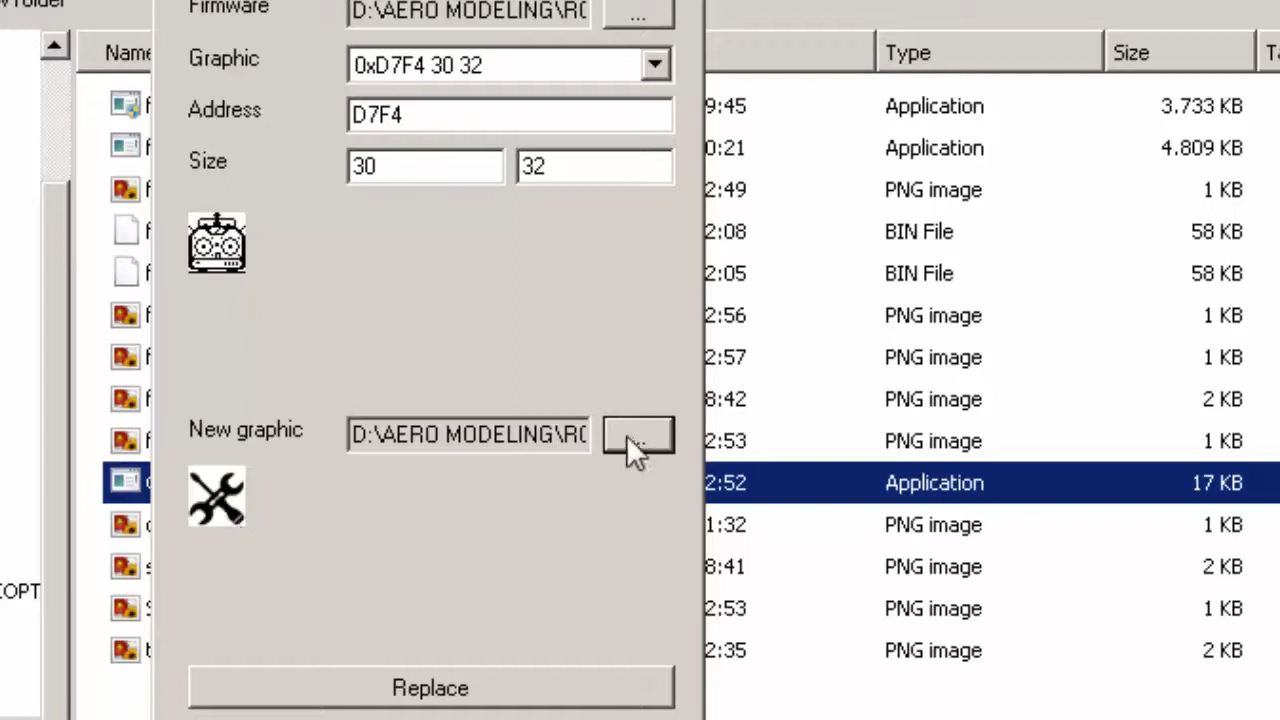 Firmware D:\AERO MODELING\RC ...
Graphic 0xD7F4 30 32
Address D7F4
Size 30 32
New graphic D:\AERO MODELING\RC
Replace
Name Type Size
9:45 Application 3.733 KB
0:21 Application 4.809 KB
2:49 PNG image 1 KB
2:08 BIN File 58 KB
2:05 BIN File 58 KB
2:56 PNG image 1 KB
2:57 PNG image 1 KB
8:42 PNG image 2 KB
2:53 PNG image 1 KB
2:52 Application 17 KB
1:32 PNG image 1 KB
8:41 PNG image 2 KB
2:53 PNG image 1 KB
2:35 PNG image 2 KB